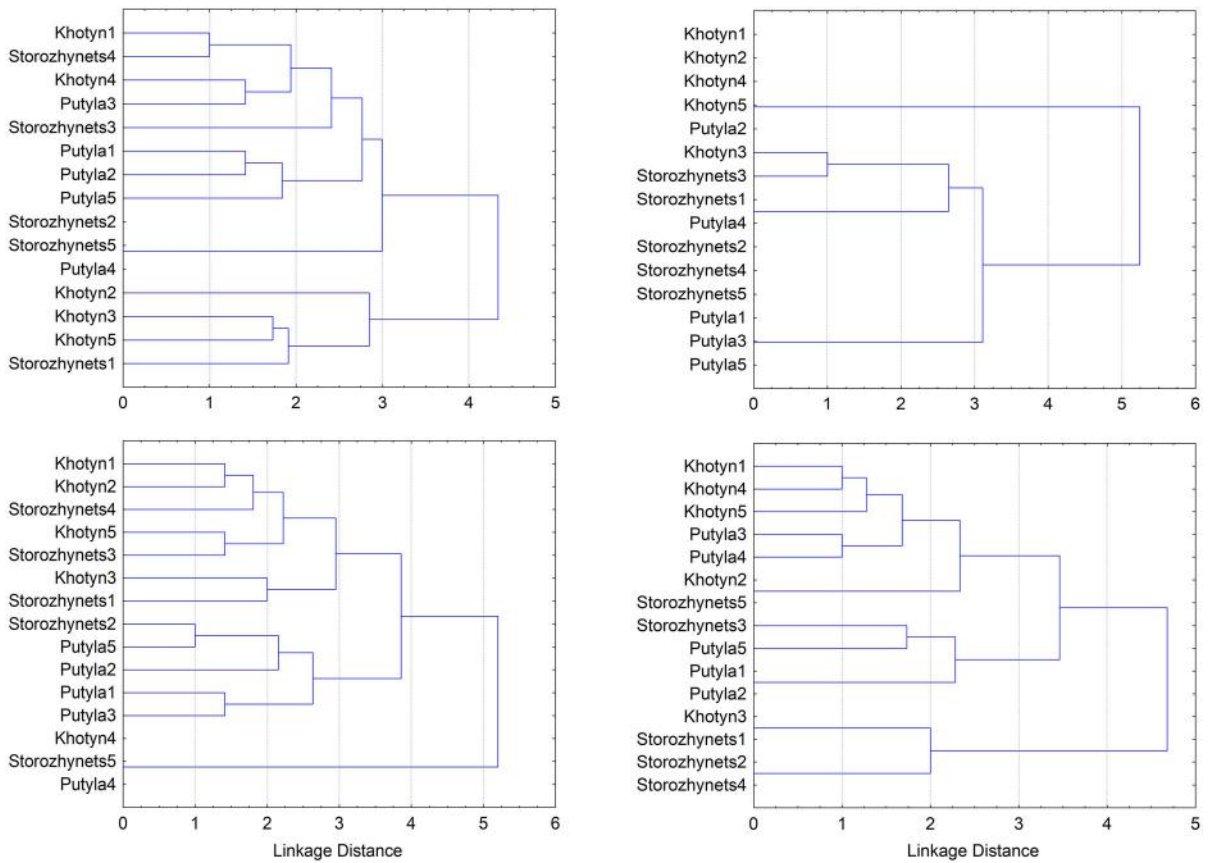 Khotyn1
Storozhynets4
Khotyn4
Putyla3
Storozhynets3
Putyla1
Putyla2
Putyla5
Storozhynets2
Storozhynets5
Putyla4
Khotyn2
Khotyn3
Khotyn5
Storozhynets1
0 1 2 3 4 5
Khotyn1
Khotyn2
Khotyn4
Khotyn5
Putyla2
Khotyn3
Storozhynets3
Storozhynets1
Putyla4
Storozhynets2
Storozhynets4
Storozhynets5
Putyla1
Putyla3
Putyla5
0 1 2 3 4 5 6
Khotyn1
Khotyn2
Storozhynets4
Khotyn5
Storozhynets3
Khotyn3
Storozhynets1
Storozhynets2
Putyla5
Putyla2
Putyla1
Putyla3
Khotyn4
Storozhynets5
Putyla4
0 1 2 3 4 5 6
Linkage Distance
Khotyn1
Khotyn4
Khotyn5
Putyla3
Putyla4
Khotyn2
Storozhynets5
Storozhynets3
Putyla5
Putyla1
Putyla2
Khotyn3
Storozhynets1
Storozhynets2
Storozhynets4
0 1 2 3 4 5
Linkage Distance